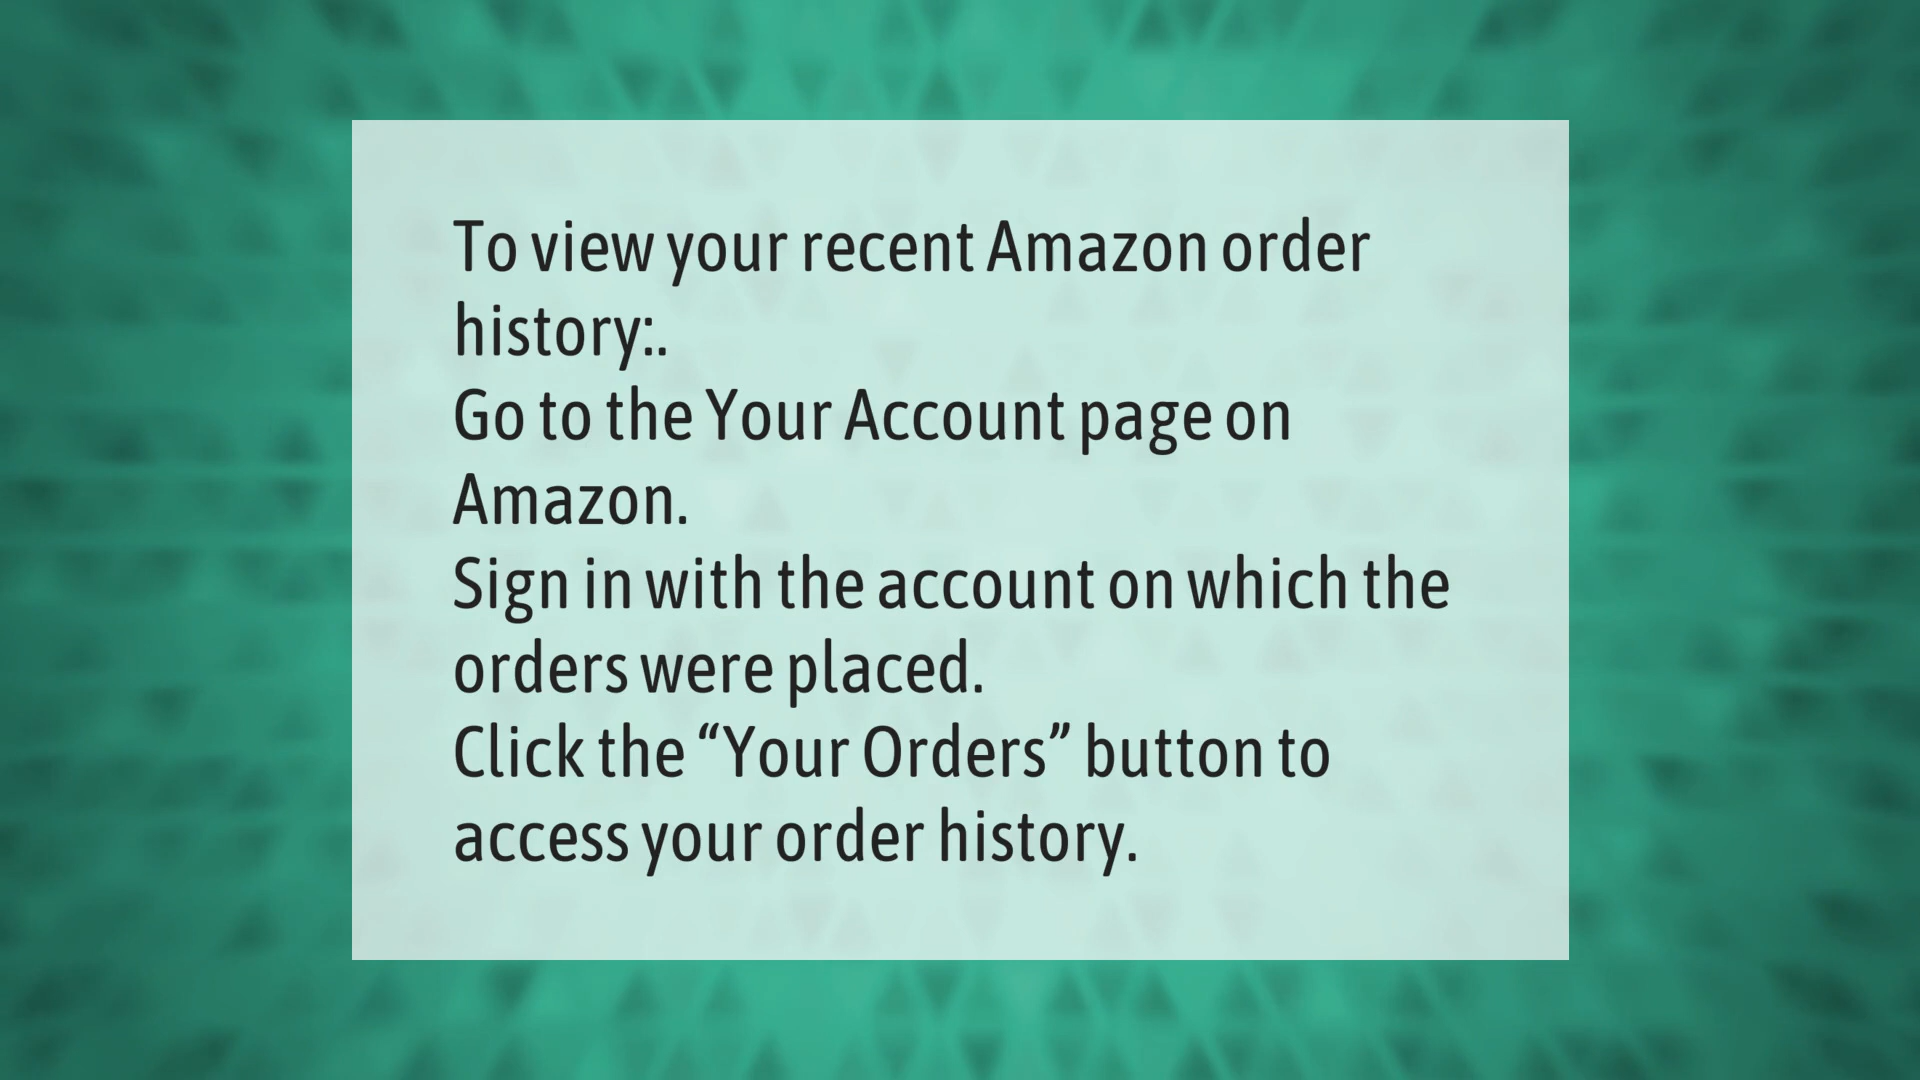 To view your recent Amazon order
history:.
Go to the Your Account page on
Amazon.
Sign in with the account on which the
orders were placed.
Click the “Your Orders” button to
access your order history.